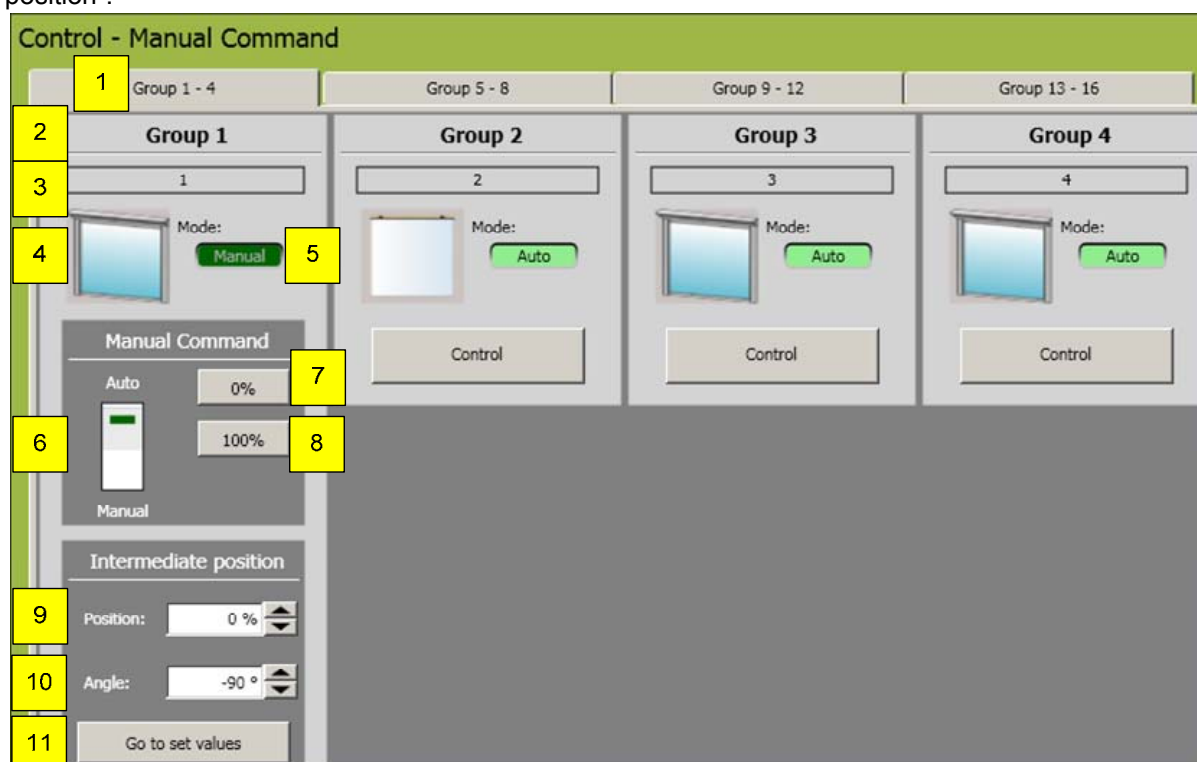 position".
Control - Manual Command
1 Group 1 - 4 Group 5 - 8 Group 9 - 12 Group 13 - 16
2 Group 1 Group 2 Group 3 Group 4
3 1 2 3 4
4 Mode: Manual 5 Mode: Auto Mode: Auto Mode: Auto
Manual Command Control Control Control
Auto 0% 7
6 100% 8
Manual
Intermediate position
9 Position: 0 %
10 Angle: -90 °
11 Go to set values